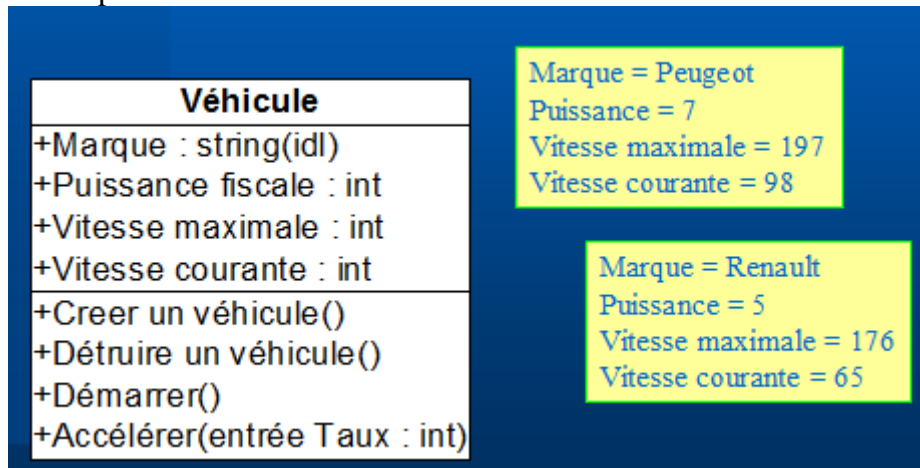 Véhicule
+Marque : string(idl)
+Puissance fiscale : int
+Vitesse maximale : int
+Vitesse courante : int
+Creer un véhicule()
+Détruire un véhicule()
+Démarrer()
+Accélérer(entrée Taux : int)
Marque = Peugeot
Puissance = 7
Vitesse maximale = 197
Vitesse courante = 98
Marque = Renault
Puissance = 5
Vitesse maximale = 176
Vitesse courante = 65